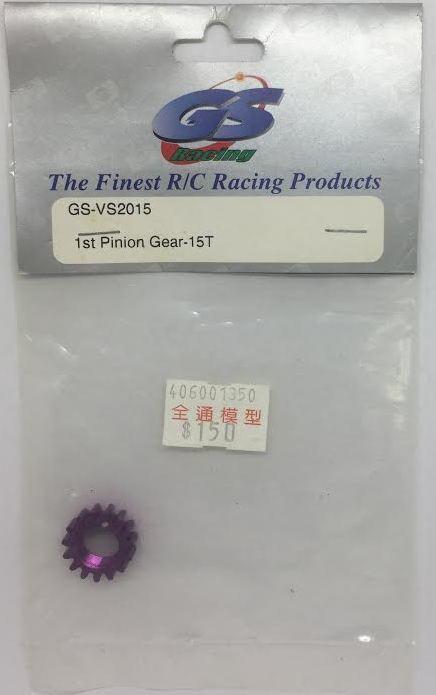 GS
Racing
The Finest R/C Racing Products
GS-VS2015
1st Pinion Gear-15T
406001350
全通模型
$150